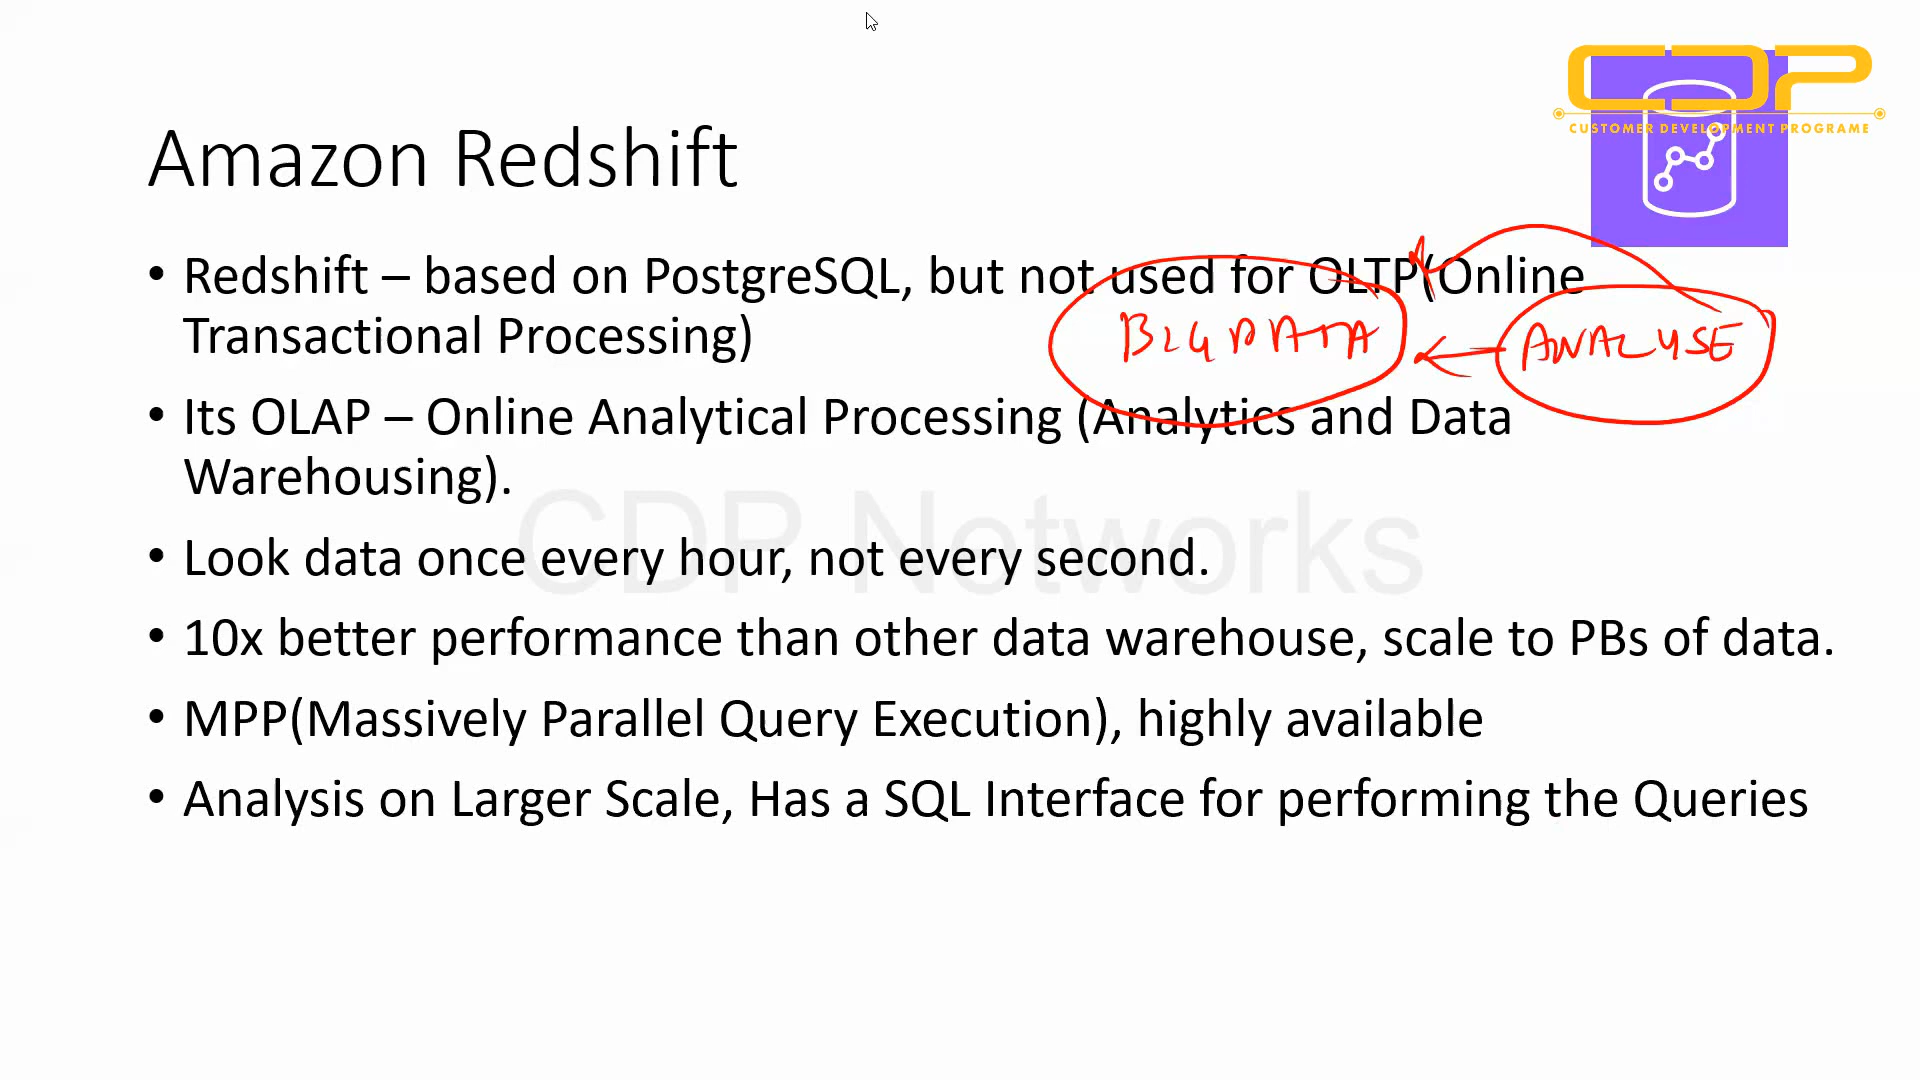 CDP
CUSTOMER DEVELOPMENT PROGRAME
Amazon Redshift
• Redshift – based on PostgreSQL, but not used for OLTP(Online
Transactional Processing)
BIG DATA
ANALYSE
• Its OLAP – Online Analytical Processing (Analytics and Data
Warehousing).
CDP Networks
• Look data once every hour, not every second.
• 10x better performance than other data warehouse, scale to PBs of data.
• MPP(Massively Parallel Query Execution), highly available
• Analysis on Larger Scale, Has a SQL Interface for performing the Queries